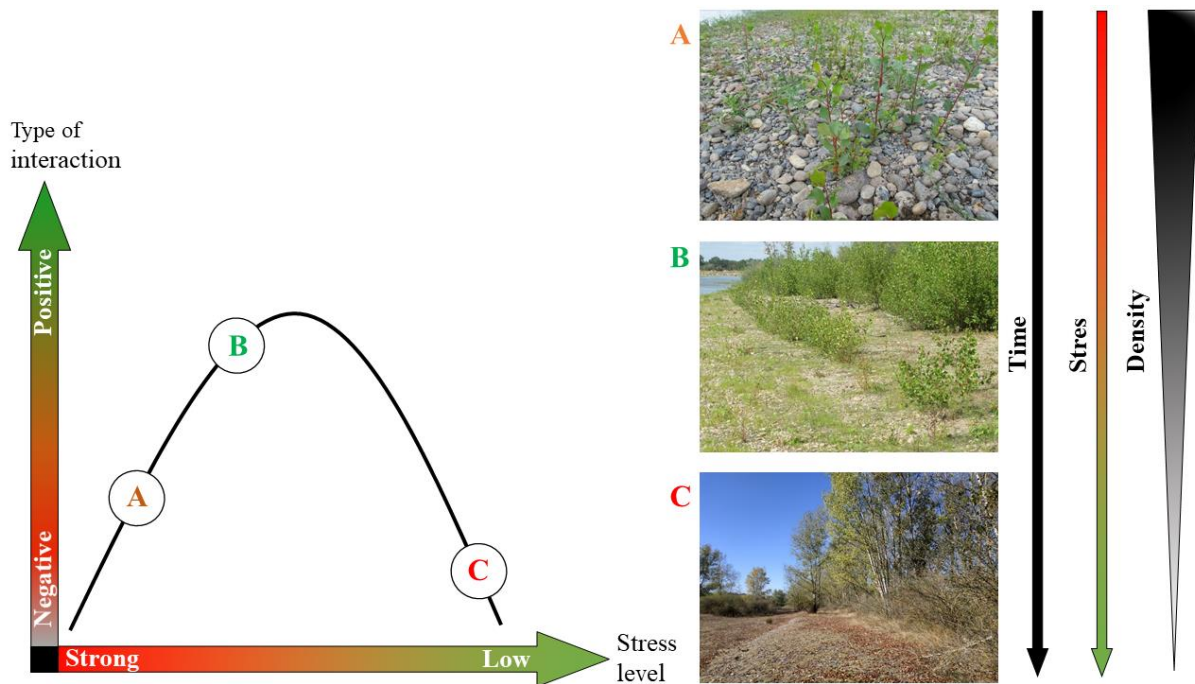 Type of
interaction
Positive
Negative
A
B
C
Strong
Low
Stress
level
A
B
C
Time
Stres
Density